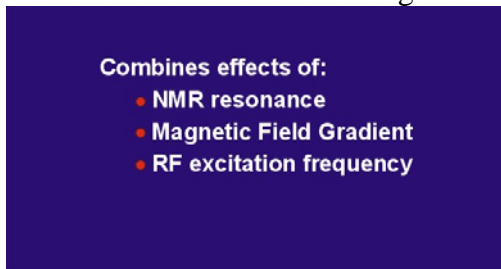 Combines effects of:
• NMR resonance
• Magnetic Field Gradient
• RF excitation frequency